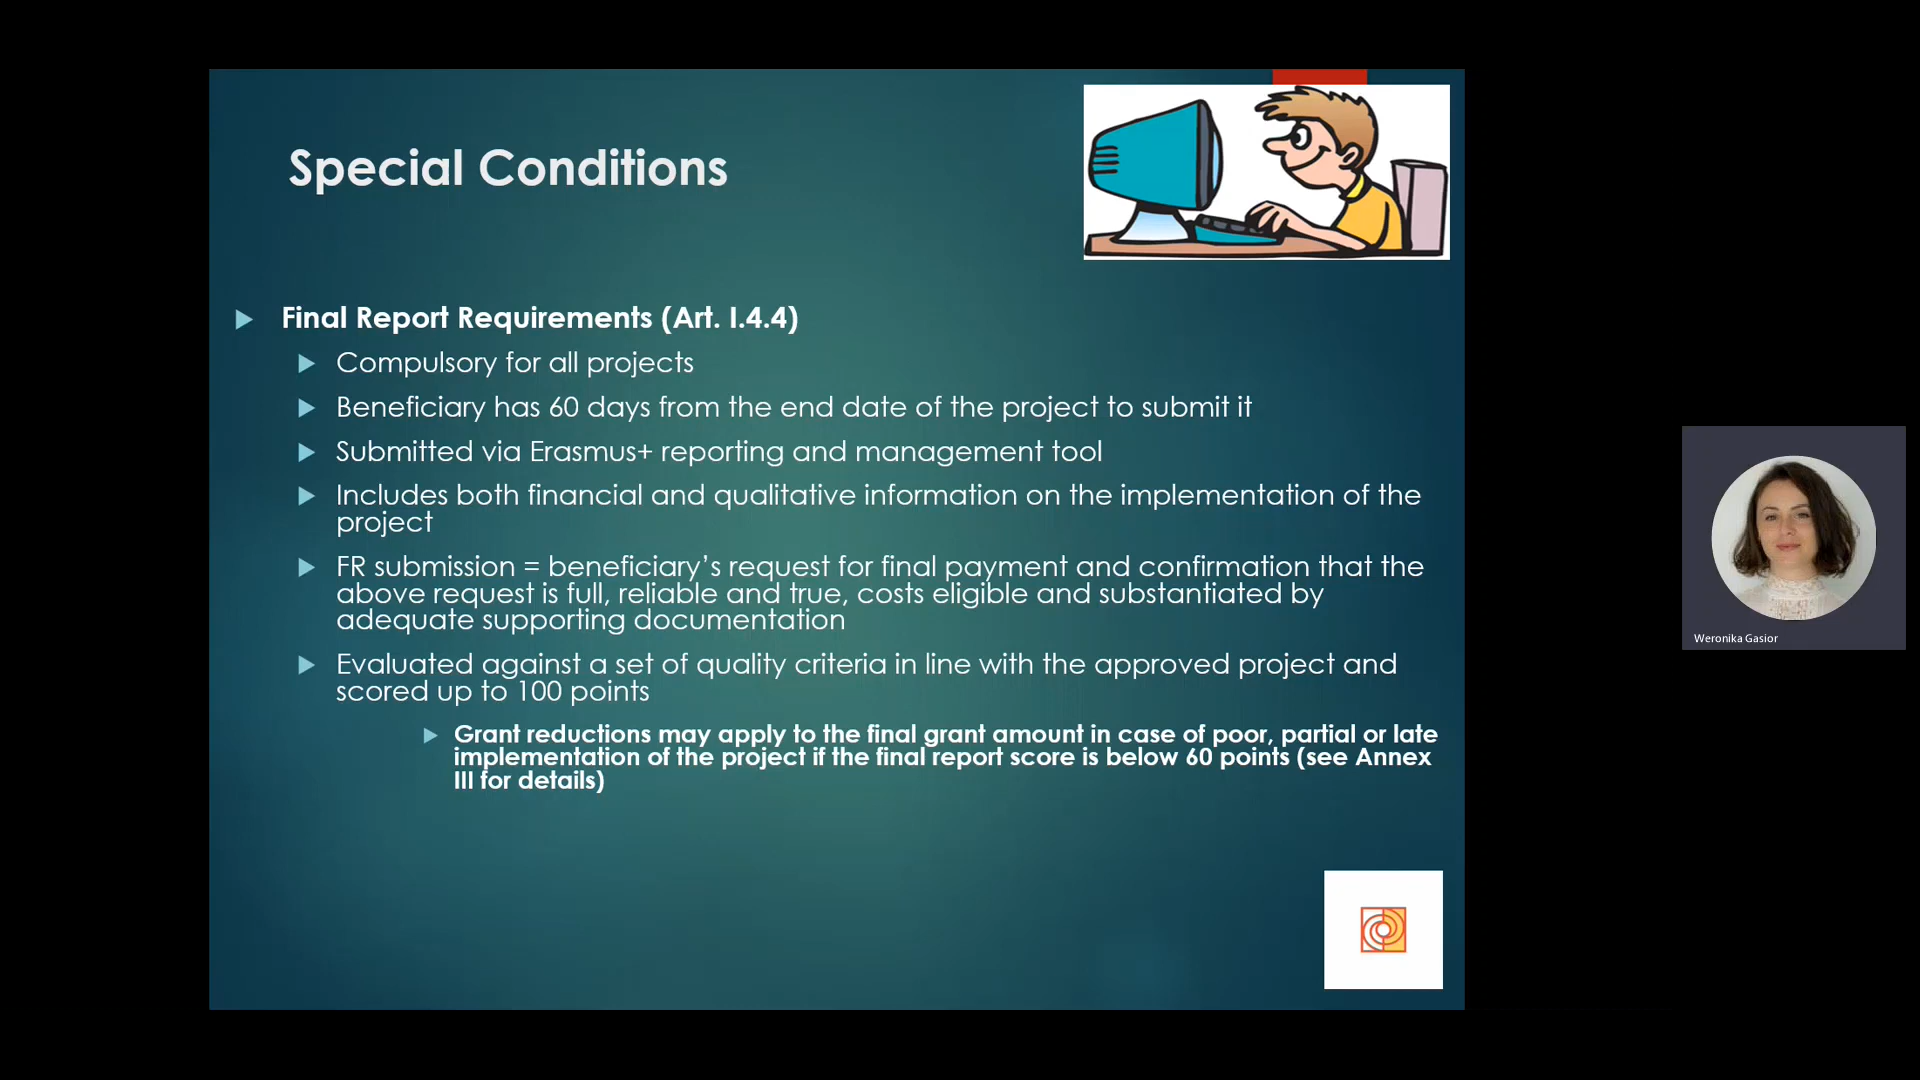 Special Conditions
Final Report Requirements (Art. I.4.4)
Compulsory for all projects
Beneficiary has 60 days from the end date of the project to submit it
Submitted via Erasmus+ reporting and management tool
Includes both financial and qualitative information on the implementation of the
project
FR submission = beneficiary’s request for final payment and confirmation that the
above request is full, reliable and true, costs eligible and substantiated by
adequate supporting documentation
Evaluated against a set of quality criteria in line with the approved project and
scored up to 100 points
Grant reductions may apply to the final grant amount in case of poor, partial or late
implementation of the project if the final report score is below 60 points (see Annex
III for details)
Weronika Gasior